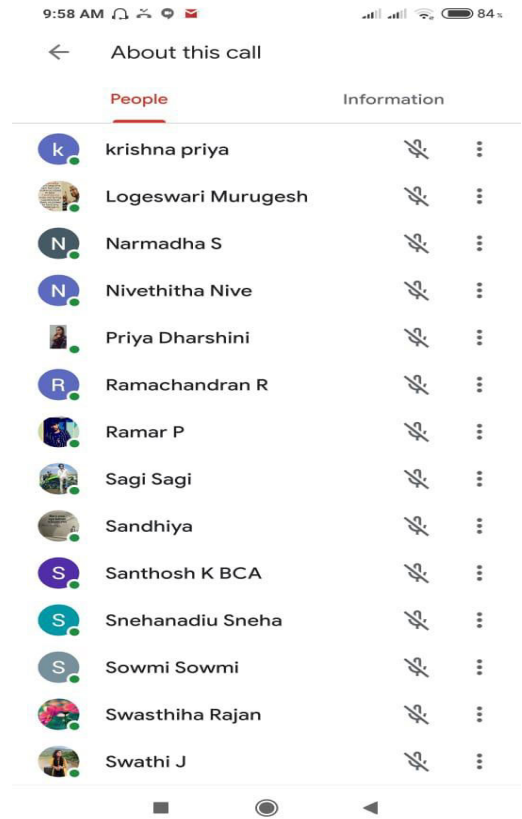 9:58 AM 84%
About this call
People Information
k krishna priya
Logeswari Murugesh
N Narmadha S
N Nivethitha Nive
Priya Dharshini
R Ramachandran R
Ramar P
Sagi Sagi
Sandhiya
S Santhosh K BCA
S Snehanadiu Sneha
S Sowmi Sowmi
Swasthiha Rajan
Swathi J